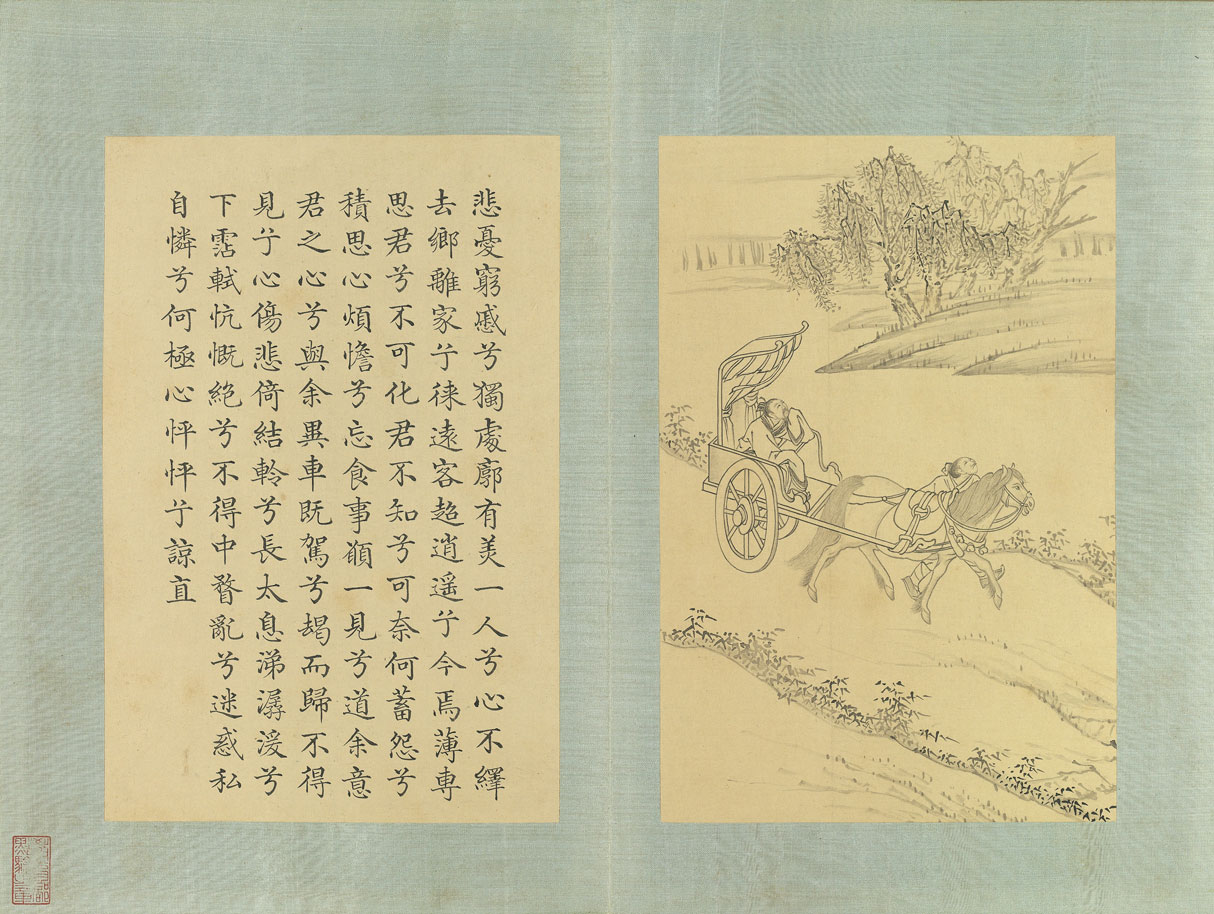 悲憂窮慼兮獨處廓有美一人兮心不繹
去鄉離家兮徠遠客超逍遥兮今焉薄專
思君兮不可化君不知兮可奈何蓄怨兮
積思心煩憺兮忘食事願一見兮道余意
君之心兮與余異車既駕兮朅而歸不得
見兮心傷悲倚結軨兮長太息涕潺湲兮
下霑軾忼慨絕兮不得中瞀亂兮迷惑私
自憐兮何極心怦怦兮諒直